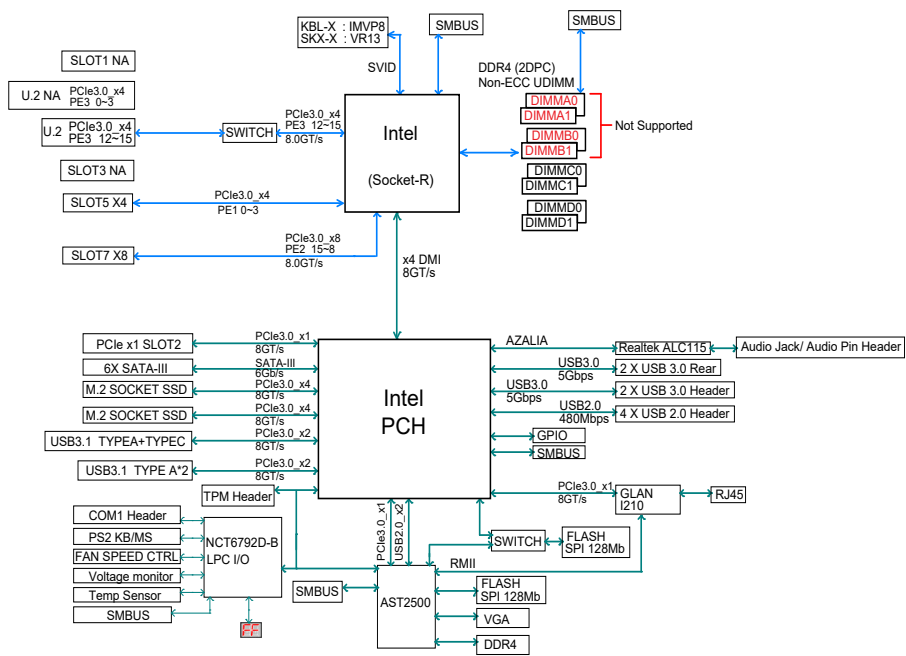 KBL-X : IMVP8
SKX-X : VR13
SMBUS
SMBUS
SVID
SLOT1 NA
U.2 NA PCIe3.0_x4
PE3 0~3
U.2 PCIe3.0_x4
PE3 12~15
SWITCH
PCIe3.0_x4
PE3 12~15
8.0GT/s
SLOT3 NA
SLOT5 X4
PCIe3.0_x4
PE1 0~3
SLOT7 X8
PCIe3.0_x8
PE2 15~8
8.0GT/s
Intel
(Socket-R)
DDR4 (2DPC)
Non-ECC UDIMM
DIMMA0
DIMMA1
DIMMB0
DIMMB1
Not Supported
DIMMC0
DIMMC1
DIMMD0
DIMMD1
x4 DMI
8GT/s
PCIe x1 SLOT2
PCIe3.0_x1
8GT/s
6X SATA-III
SATA-III
6Gb/s
M.2 SOCKET SSD
PCIe3.0_x4
8GT/s
M.2 SOCKET SSD
PCIe3.0_x4
8GT/s
USB3.1 TYPEA+TYPEC
PCIe3.0_x2
8GT/s
USB3.1 TYPE A*2
PCIe3.0_x2
8GT/s
Intel
PCH
AZALIA
Realtek ALC115
Audio Jack/ Audio Pin Header
USB3.0
5Gbps
2 X USB 3.0 Rear
USB3.0
5Gbps
2 X USB 3.0 Header
USB2.0
480Mbps
4 X USB 2.0 Header
GPIO
SMBUS
PCIe3.0_x1
8GT/s
GLAN
I210
RJ45
TPM Header
COM1 Header
PS2 KB/MS
FAN SPEED CTRL
Voltage monitor
Temp Sensor
SMBUS
NCT6792D-B
LPC I/O
FF
PCIe3.0_x1
USB2.0_x2
SWITCH
FLASH
SPI 128Mb
RMII
SMBUS
AST2500
FLASH
SPI 128Mb
VGA
DDR4